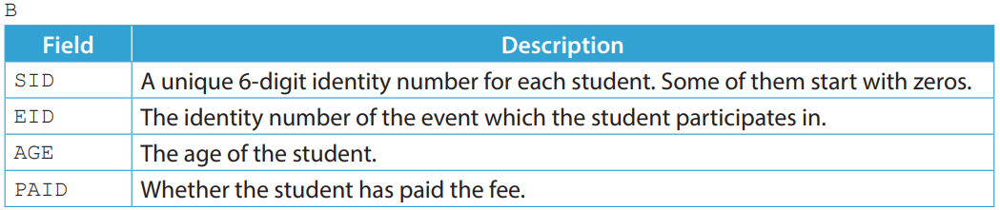 B
Field Description
SID A unique 6-digit identity number for each student. Some of them start with zeros.
EID The identity number of the event which the student participates in.
AGE The age of the student.
PAID Whether the student has paid the fee.